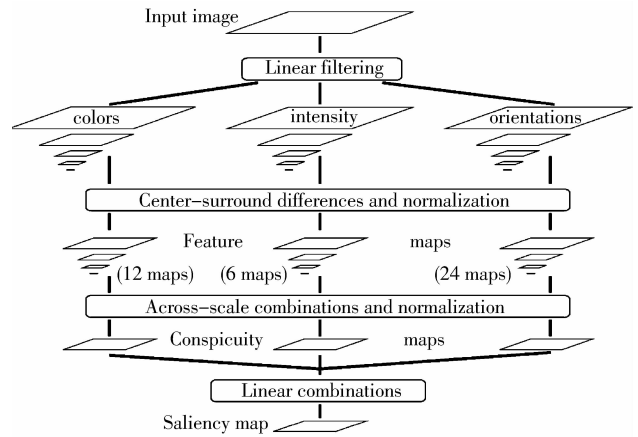 Input image
Linear filtering
colors intensity orientations
Center-surround differences and normalization
Feature maps
(12 maps) (6 maps) (24 maps)
Across-scale combinations and normalization
Conspicuity maps
Linear combinations
Saliency map